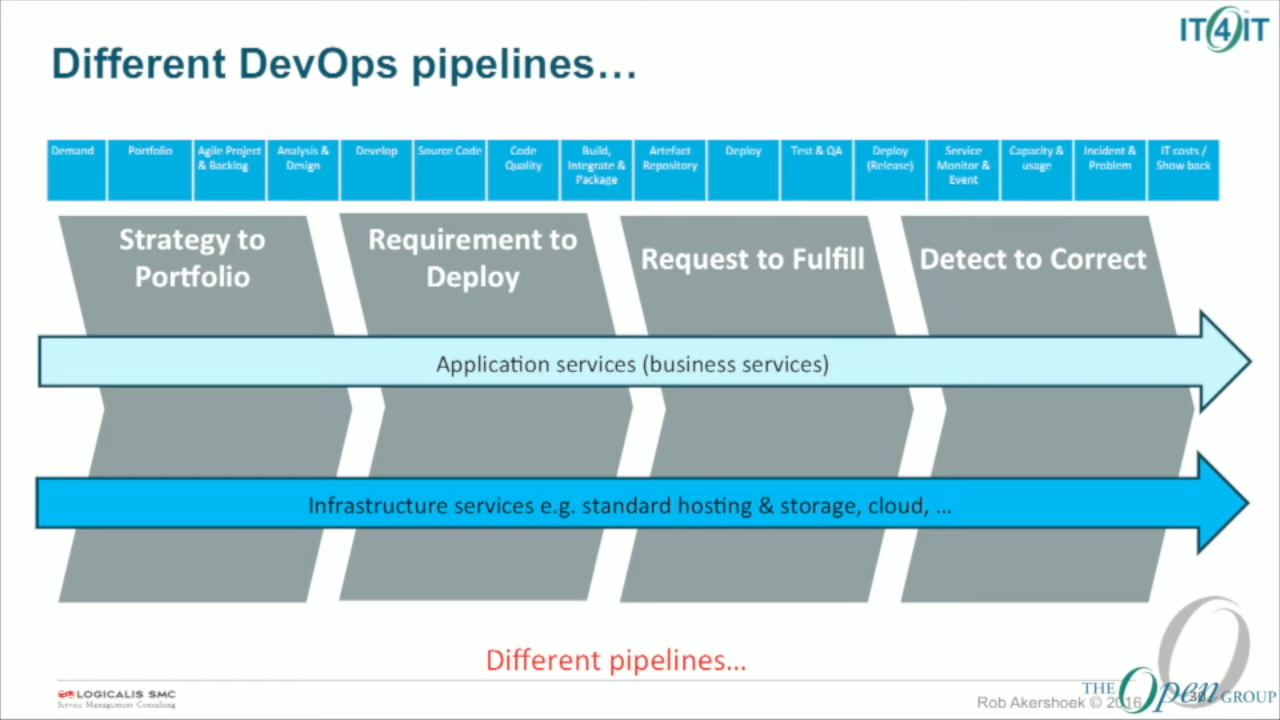 IT4IT
Different DevOps pipelines...
Demand
Portfolio
Agile Project
& Backlog
Analysis &
Design
Develop
Source Code
Code
Quality
Build,
Integrate &
Package
Artefact
Repository
Deploy
Test & QA
Deploy
(Release)
Service
Monitor &
Event
Capacity &
usage
Incident &
Problem
IT costs /
Show back
Strategy to
Portfolio
Requirement to
Deploy
Request to Fulfill
Detect to Correct
Application services (business services)
Infrastructure services e.g. standard hosting & storage, cloud, ...
Different pipelines...
LOGICALIS SMC
Service Management Consulting
Rob Akershoek © 2016
THE Open GROUP